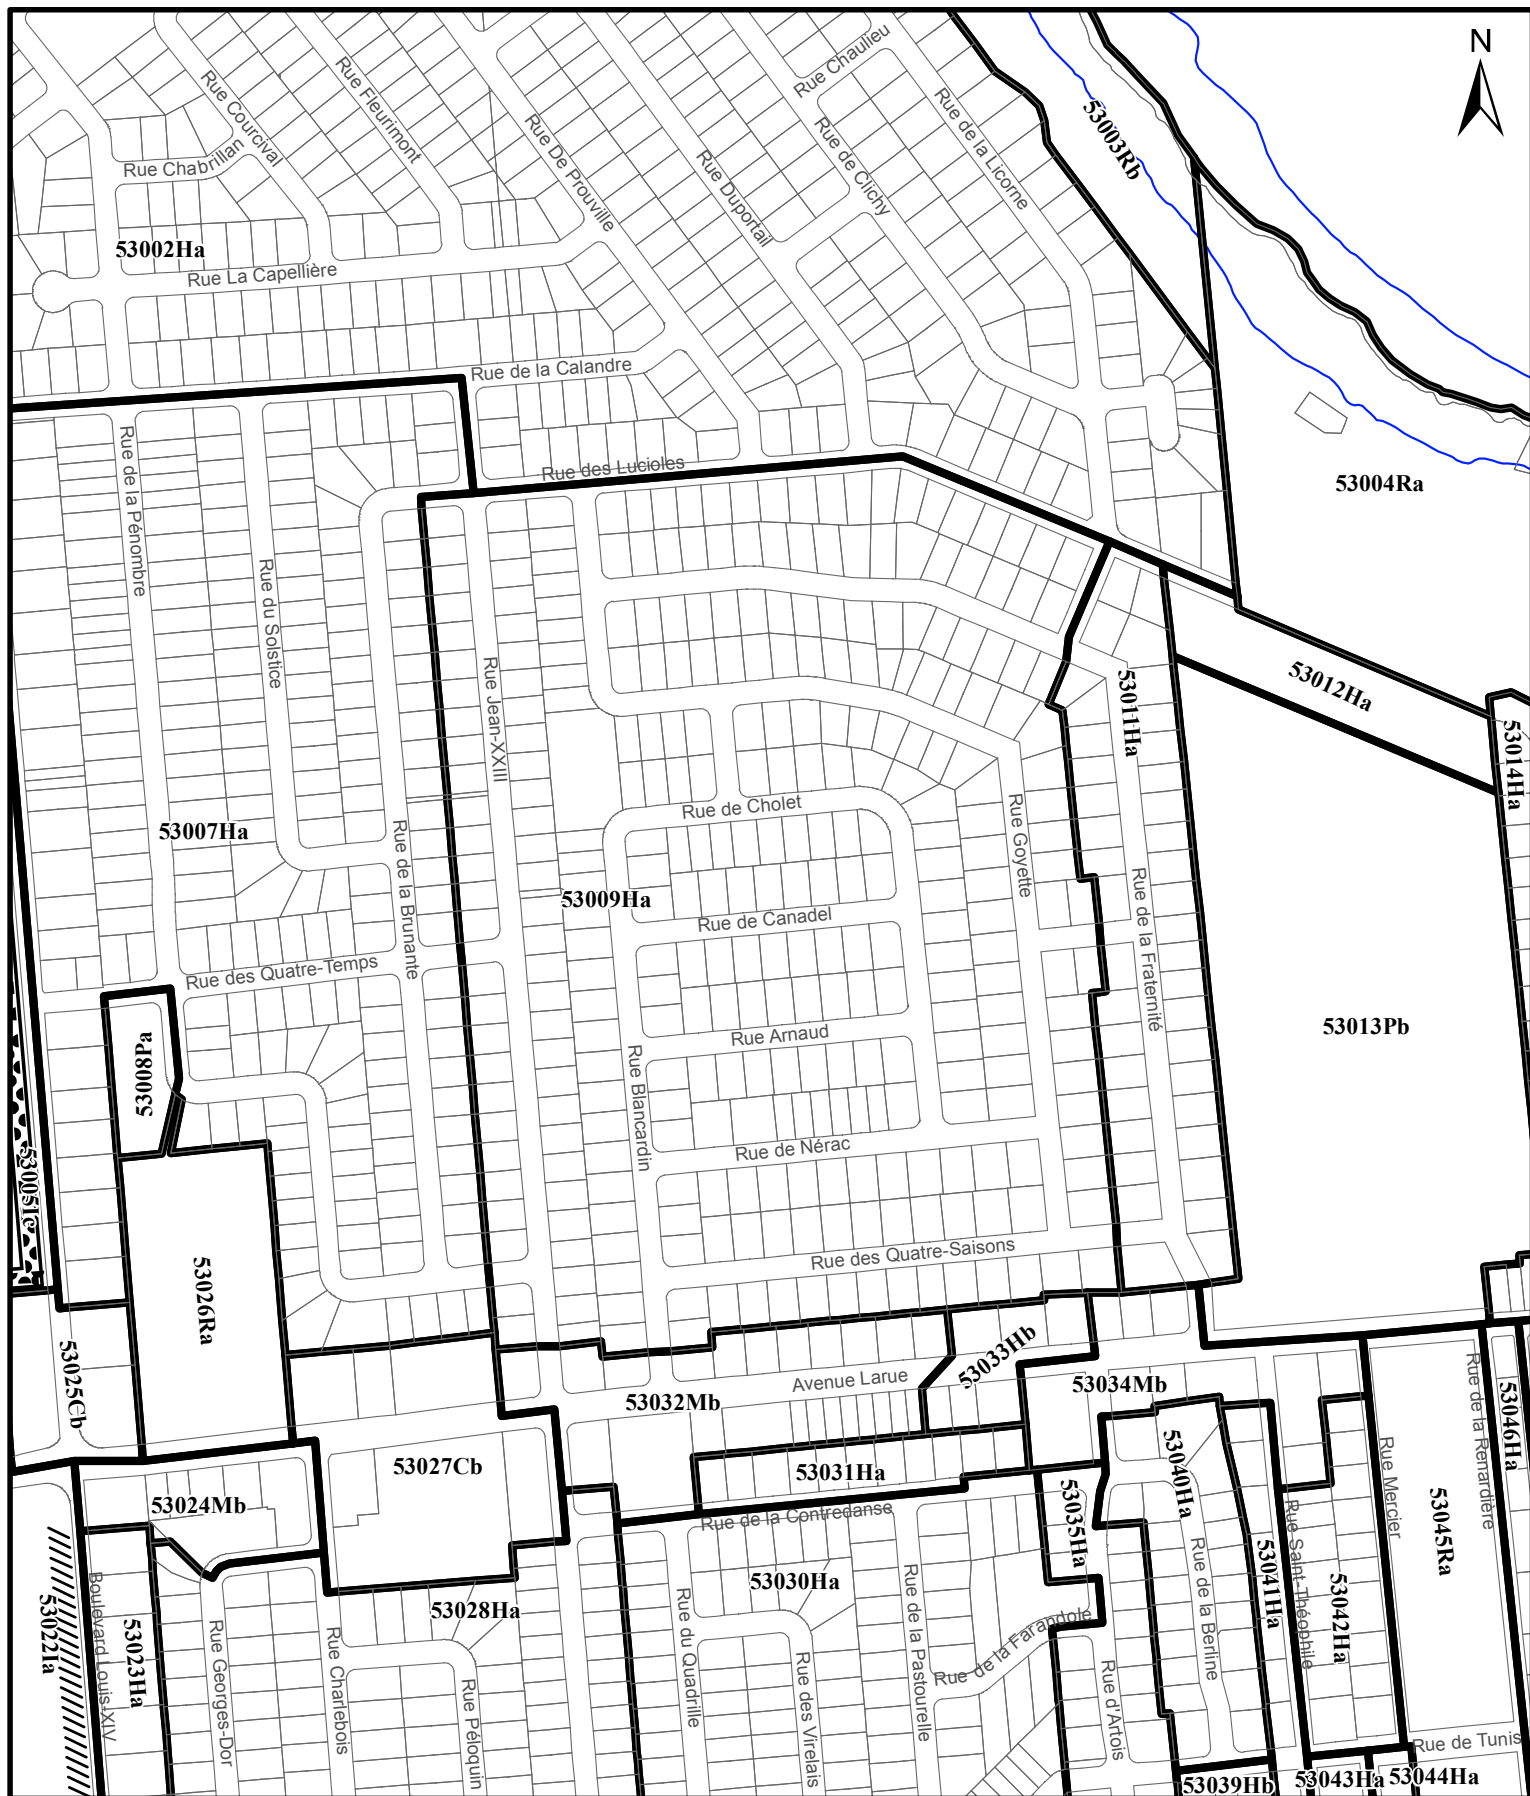 N
Rue Chaulieu
Rue Courcival
Rue Fleurimont
Rue De Prouville
Rue Duportail
Rue de Clichy
Rue de la Licorne
53003Rb
Rue Chabrillan
53002Ha
Rue La Capellière
Rue de la Calandre
Rue des Lucioles
53004Ra
Rue de la Pénombre
Rue du Solstice
Rue Jean-XXIII
53011Ha
53012Ha
53014Ha
53007Ha
Rue de la Brunante
Rue de Cholet
Rue Goyette
53009Ha
Rue de Canadel
Rue de la Fraternité
Rue des Quatre-Temps
53013Pb
53008Pa
Rue Arnaud
Rue Blancardin
Rue de Nérac
53005Ic
Rue des Quatre-Saisons
53026Ra
53025Cb
53033Hb
Avenue Larue
53032Mb
53034Mb
Rue de la Renardière
53046Ha
53027Cb
53031Ha
53040Ha
Rue Mercier
53045Ra
53024Mb
Rue de la Contredanse
53035Ha
Rue Saint-Théophile
53041Ha
53042Ha
Rue de la Berline
53030Ha
53028Ha
53022Ia
Boulevard Louis-XIV
53023Ha
Rue Georges-Dor
Rue Charlebois
Rue Péloquin
Rue du Quadrille
Rue des Virelais
Rue de la Pastourelle
Rue de la Farandole
Rue d'Artois
Rue de Tunis
53039Hb
53043Ha
53044Ha